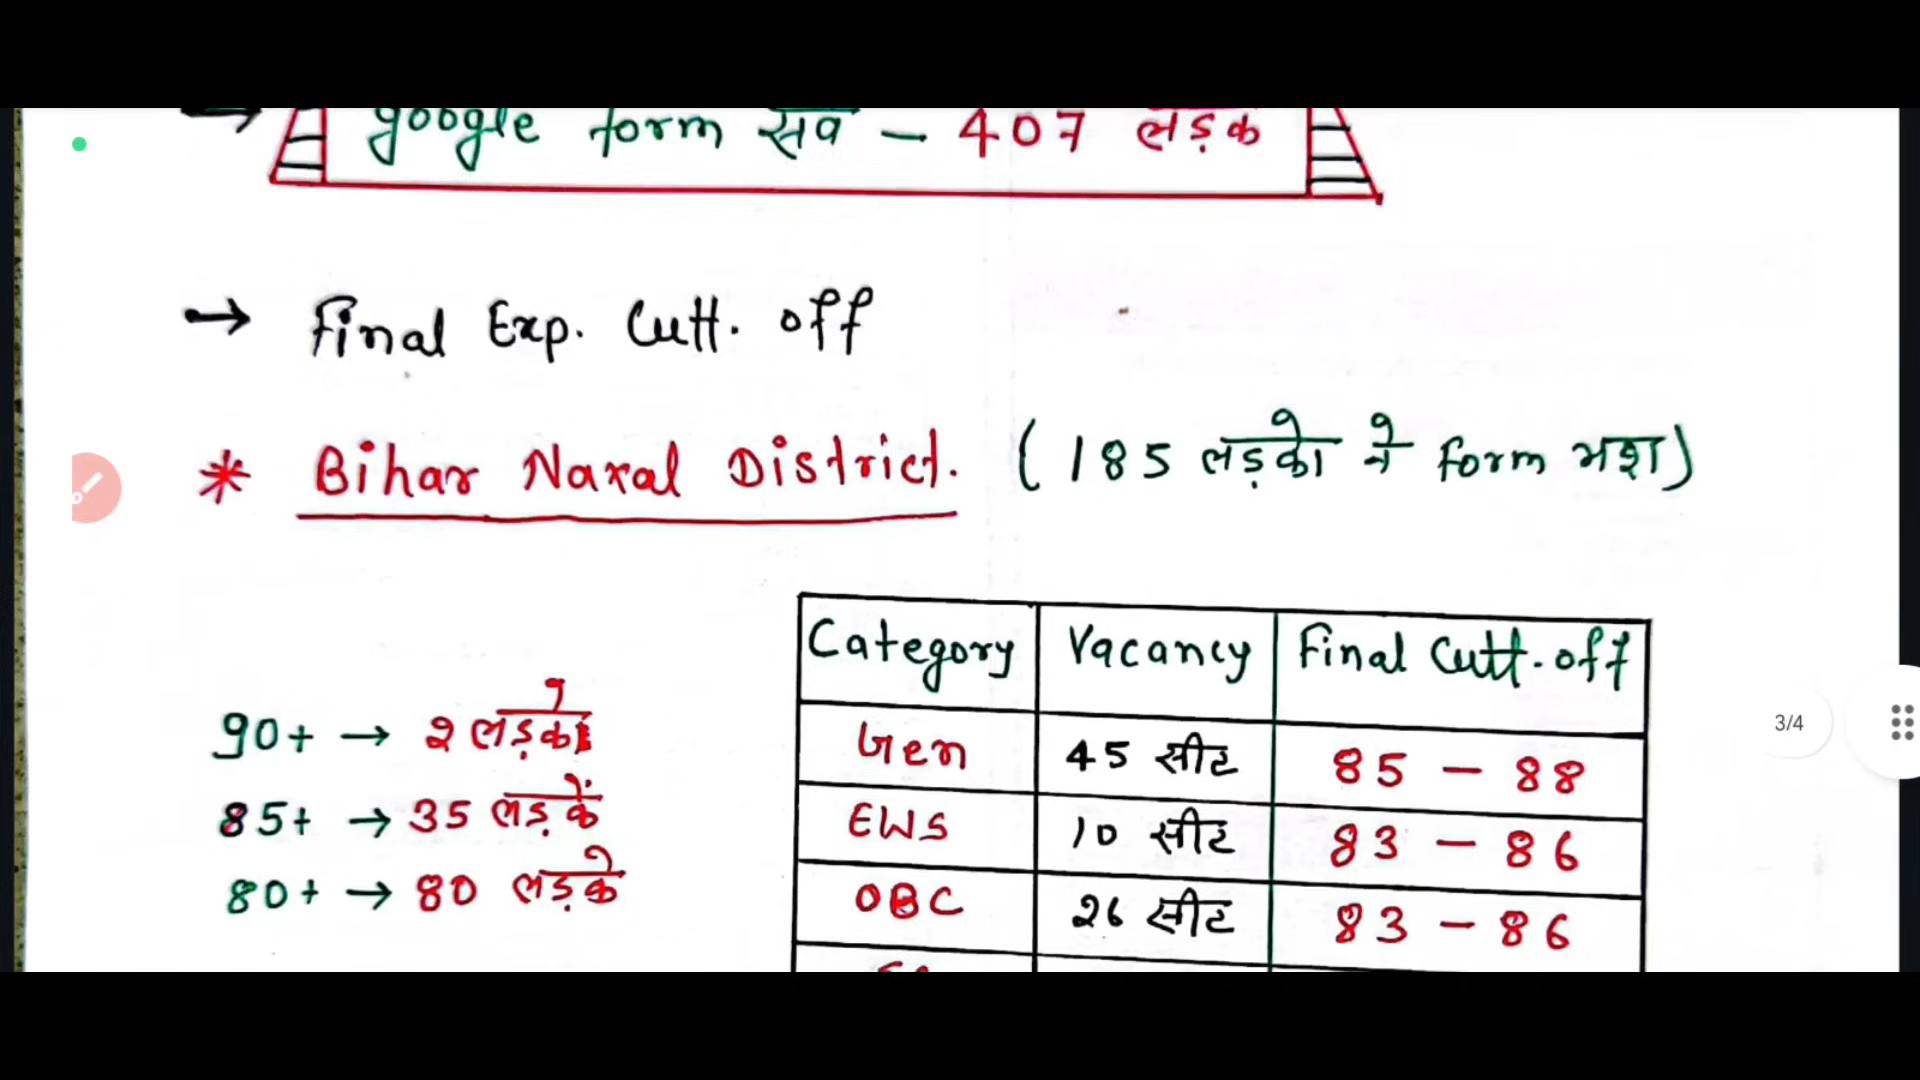 google form सर्वे - 407 लड़के
→ Final Exp. Cutt. off
* Bihar Naxal District. (185 लड़को ने form भरा)
90+ → 2 लड़के
85+ → 35 लड़के
80+ → 80 लड़के
Category Vacancy Final Cutt.off
Gen 45 सीट 85 - 88
EWS 10 सीट 83 - 86
OBC 26 सीट 83 - 86
3/4